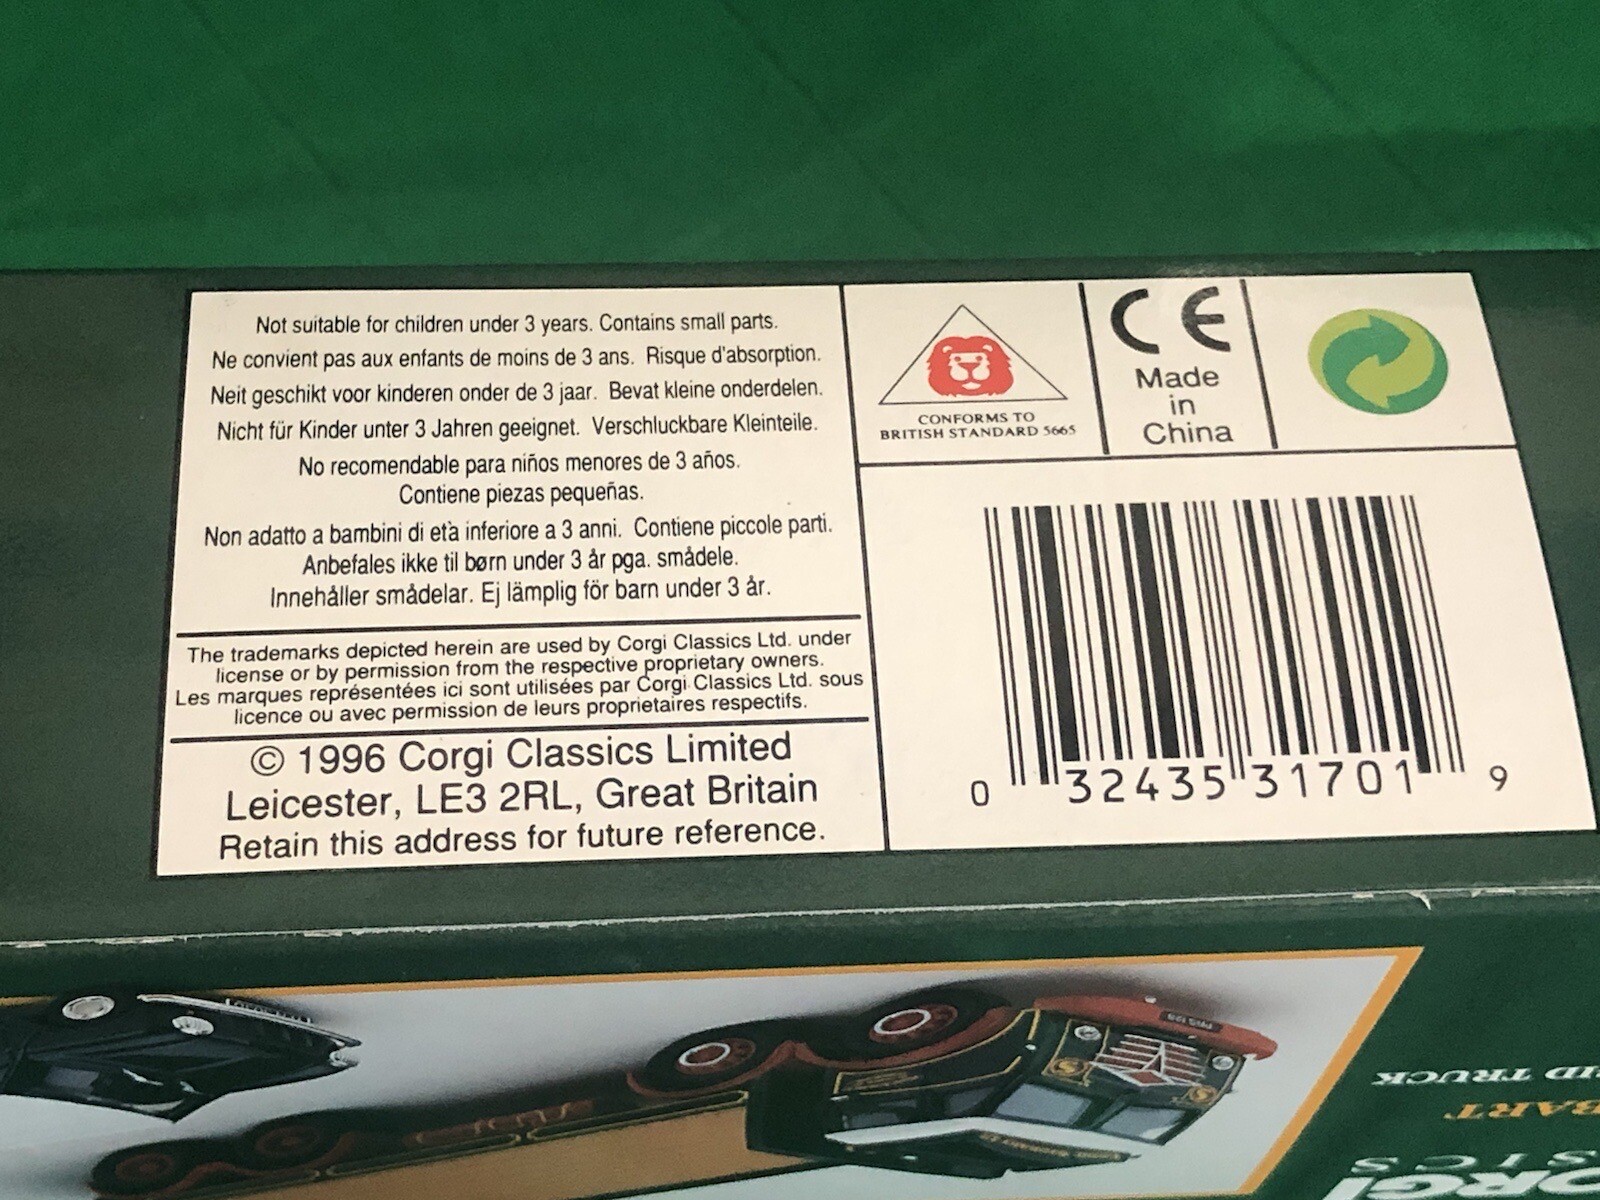 Not suitable for children under 3 years. Contains small parts.
Ne convient pas aux enfants de moins de 3 ans. Risque d'absorption.
Neit geschikt voor kinderen onder de 3 jaar. Bevat kleine onderdelen.
Nicht für Kinder unter 3 Jahren geeignet. Verschluckbare Kleinteile.
No recomendable para niños menores de 3 años.
Contiene piezas pequeñas.
Non adatto a bambini di età inferiore a 3 anni. Contiene piccole parti.
Anbefales ikke til børn under 3 år pga. smådele.
Innehåller smådelar. Ej lämplig för barn under 3 år.
The trademarks depicted herein are used by Corgi Classics Ltd. under
license or by permission from the respective proprietary owners.
Les marques représentées ici sont utilisées par Corgi Classics Ltd. sous
licence ou avec permission de leurs proprietaires respectifs.
© 1996 Corgi Classics Limited
Leicester, LE3 2RL, Great Britain
Retain this address for future reference.
CONFORMS TO
BRITISH STANDARD 5665
CE
Made
in
China
0 32435 31701 9
TRUCK